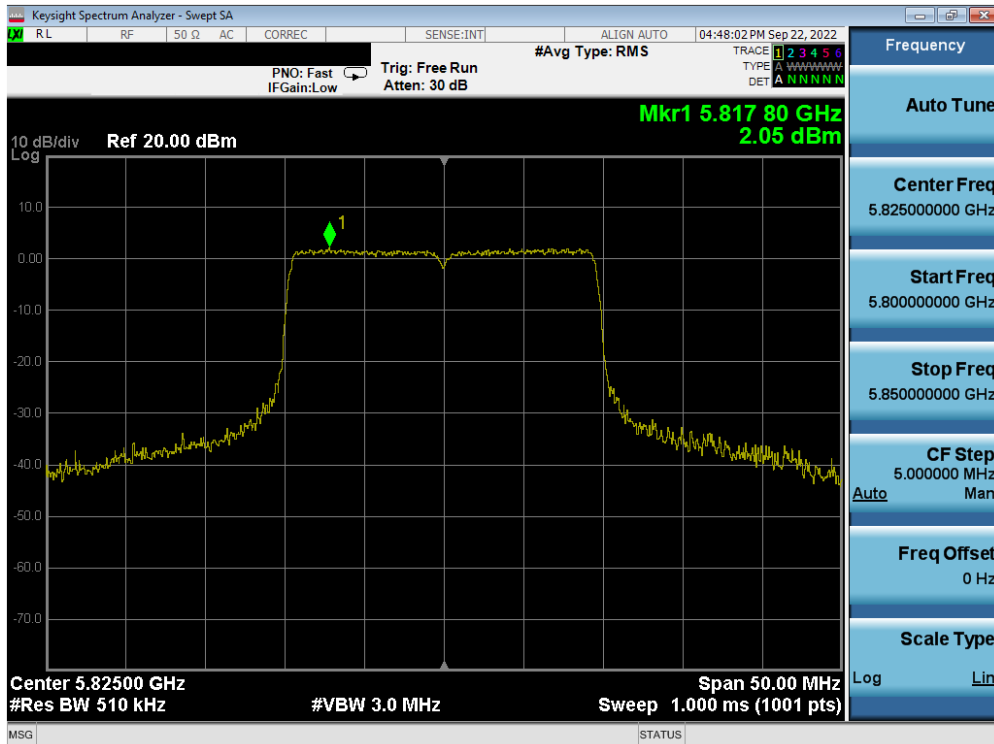 Keysight Spectrum Analyzer - Swept SA
LXI RL RF 50 Ω AC CORREC SENSE:INT ALIGN AUTO 04:48:02 PM Sep 22, 2022
#Avg Type: RMS TRACE 1 2 3 4 5 6
PNO: Fast Trig: Free Run TYPE A WWWWW
IFGain:Low Atten: 30 dB DET A N N N N N
Mkr1 5.817 80 GHz
2.05 dBm
10 dB/div Ref 20.00 dBm
Log
1
10.0
0.00
-10.0
-20.0
-30.0
-40.0
-50.0
-60.0
-70.0
Center 5.82500 GHz Span 50.00 MHz
#Res BW 510 kHz #VBW 3.0 MHz Sweep 1.000 ms (1001 pts)
MSG STATUS
Frequency
Auto Tune
Center Freq
5.825000000 GHz
Start Freq
5.800000000 GHz
Stop Freq
5.850000000 GHz
CF Step
5.000000 MHz
Auto Man
Freq Offset
0 Hz
Scale Type
Log Lin